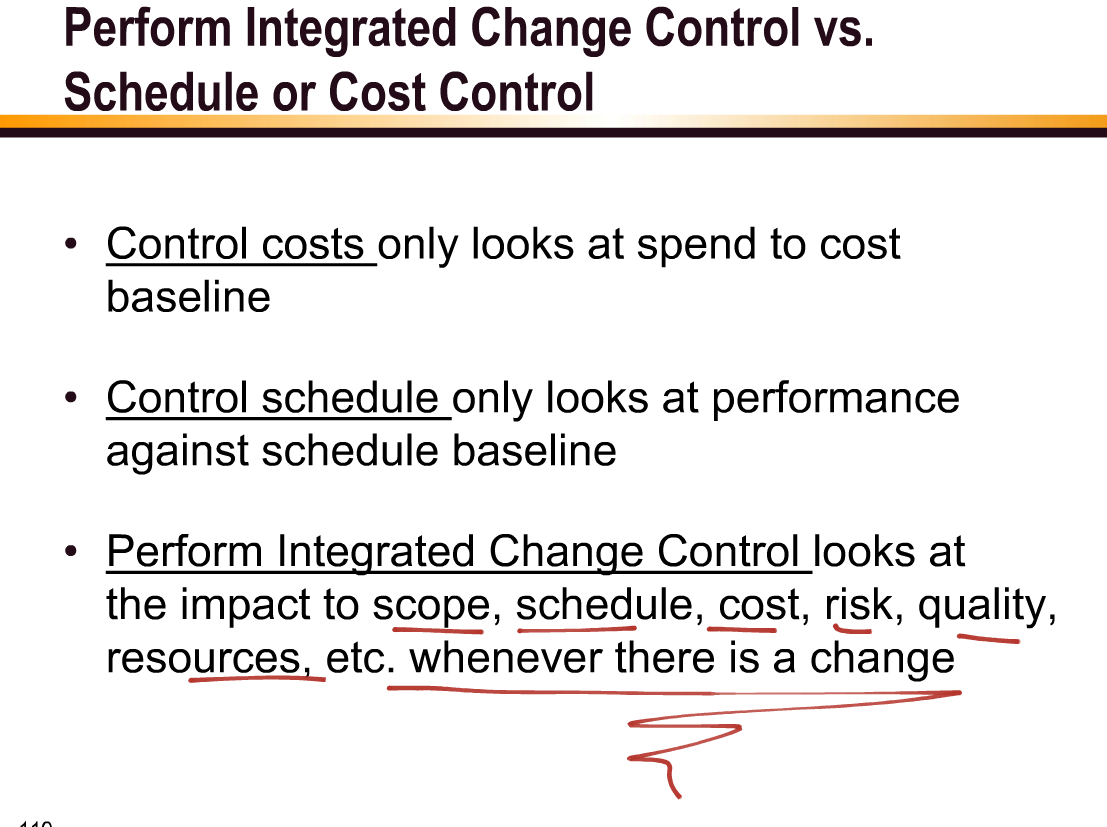 Perform Integrated Change Control vs.
Schedule or Cost Control
• Control costs only looks at spend to cost
baseline
• Control schedule only looks at performance
against schedule baseline
• Perform Integrated Change Control looks at
the impact to scope, schedule, cost, risk, quality,
resources, etc. whenever there is a change